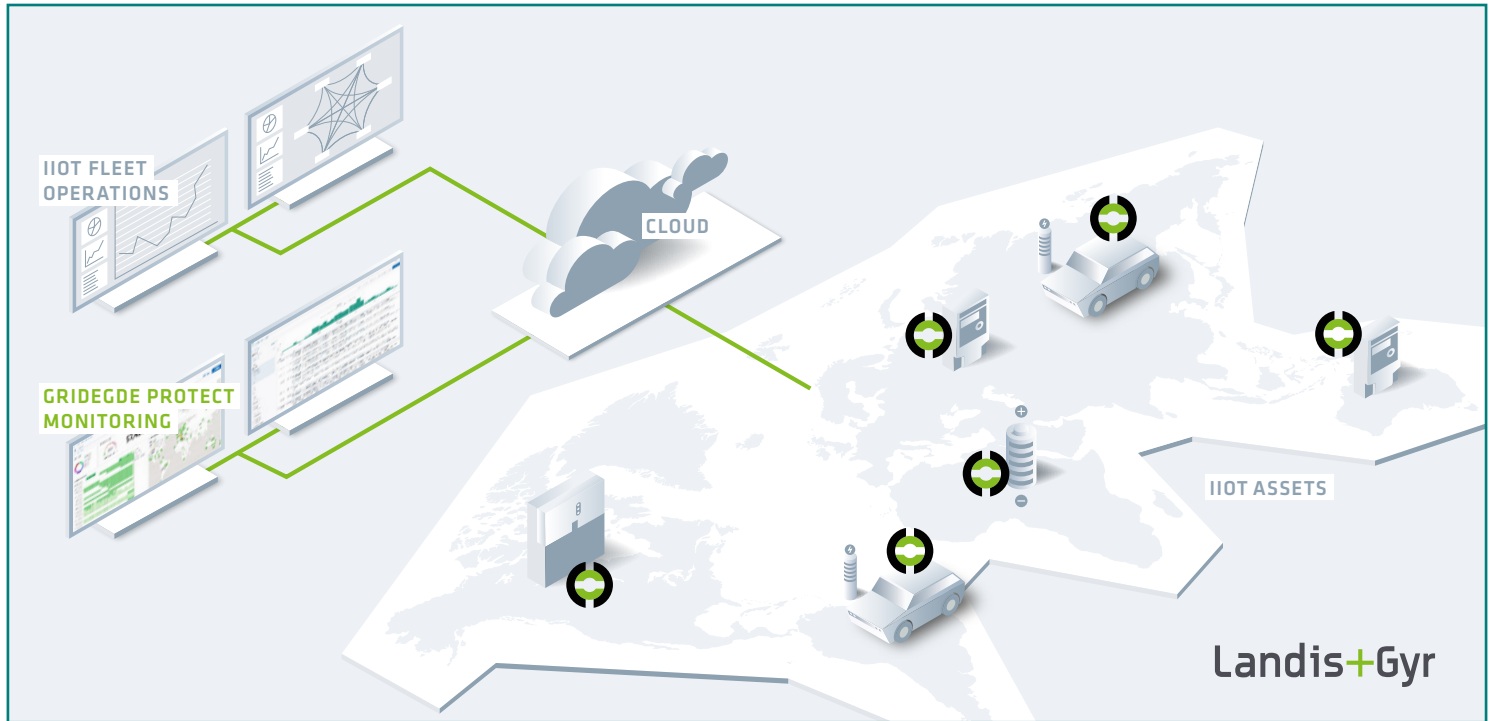 IIOT FLEET
OPERATIONS
CLOUD
GRIDEGDE PROTECT
MONITORING
IIOT ASSETS
Landis+Gyr